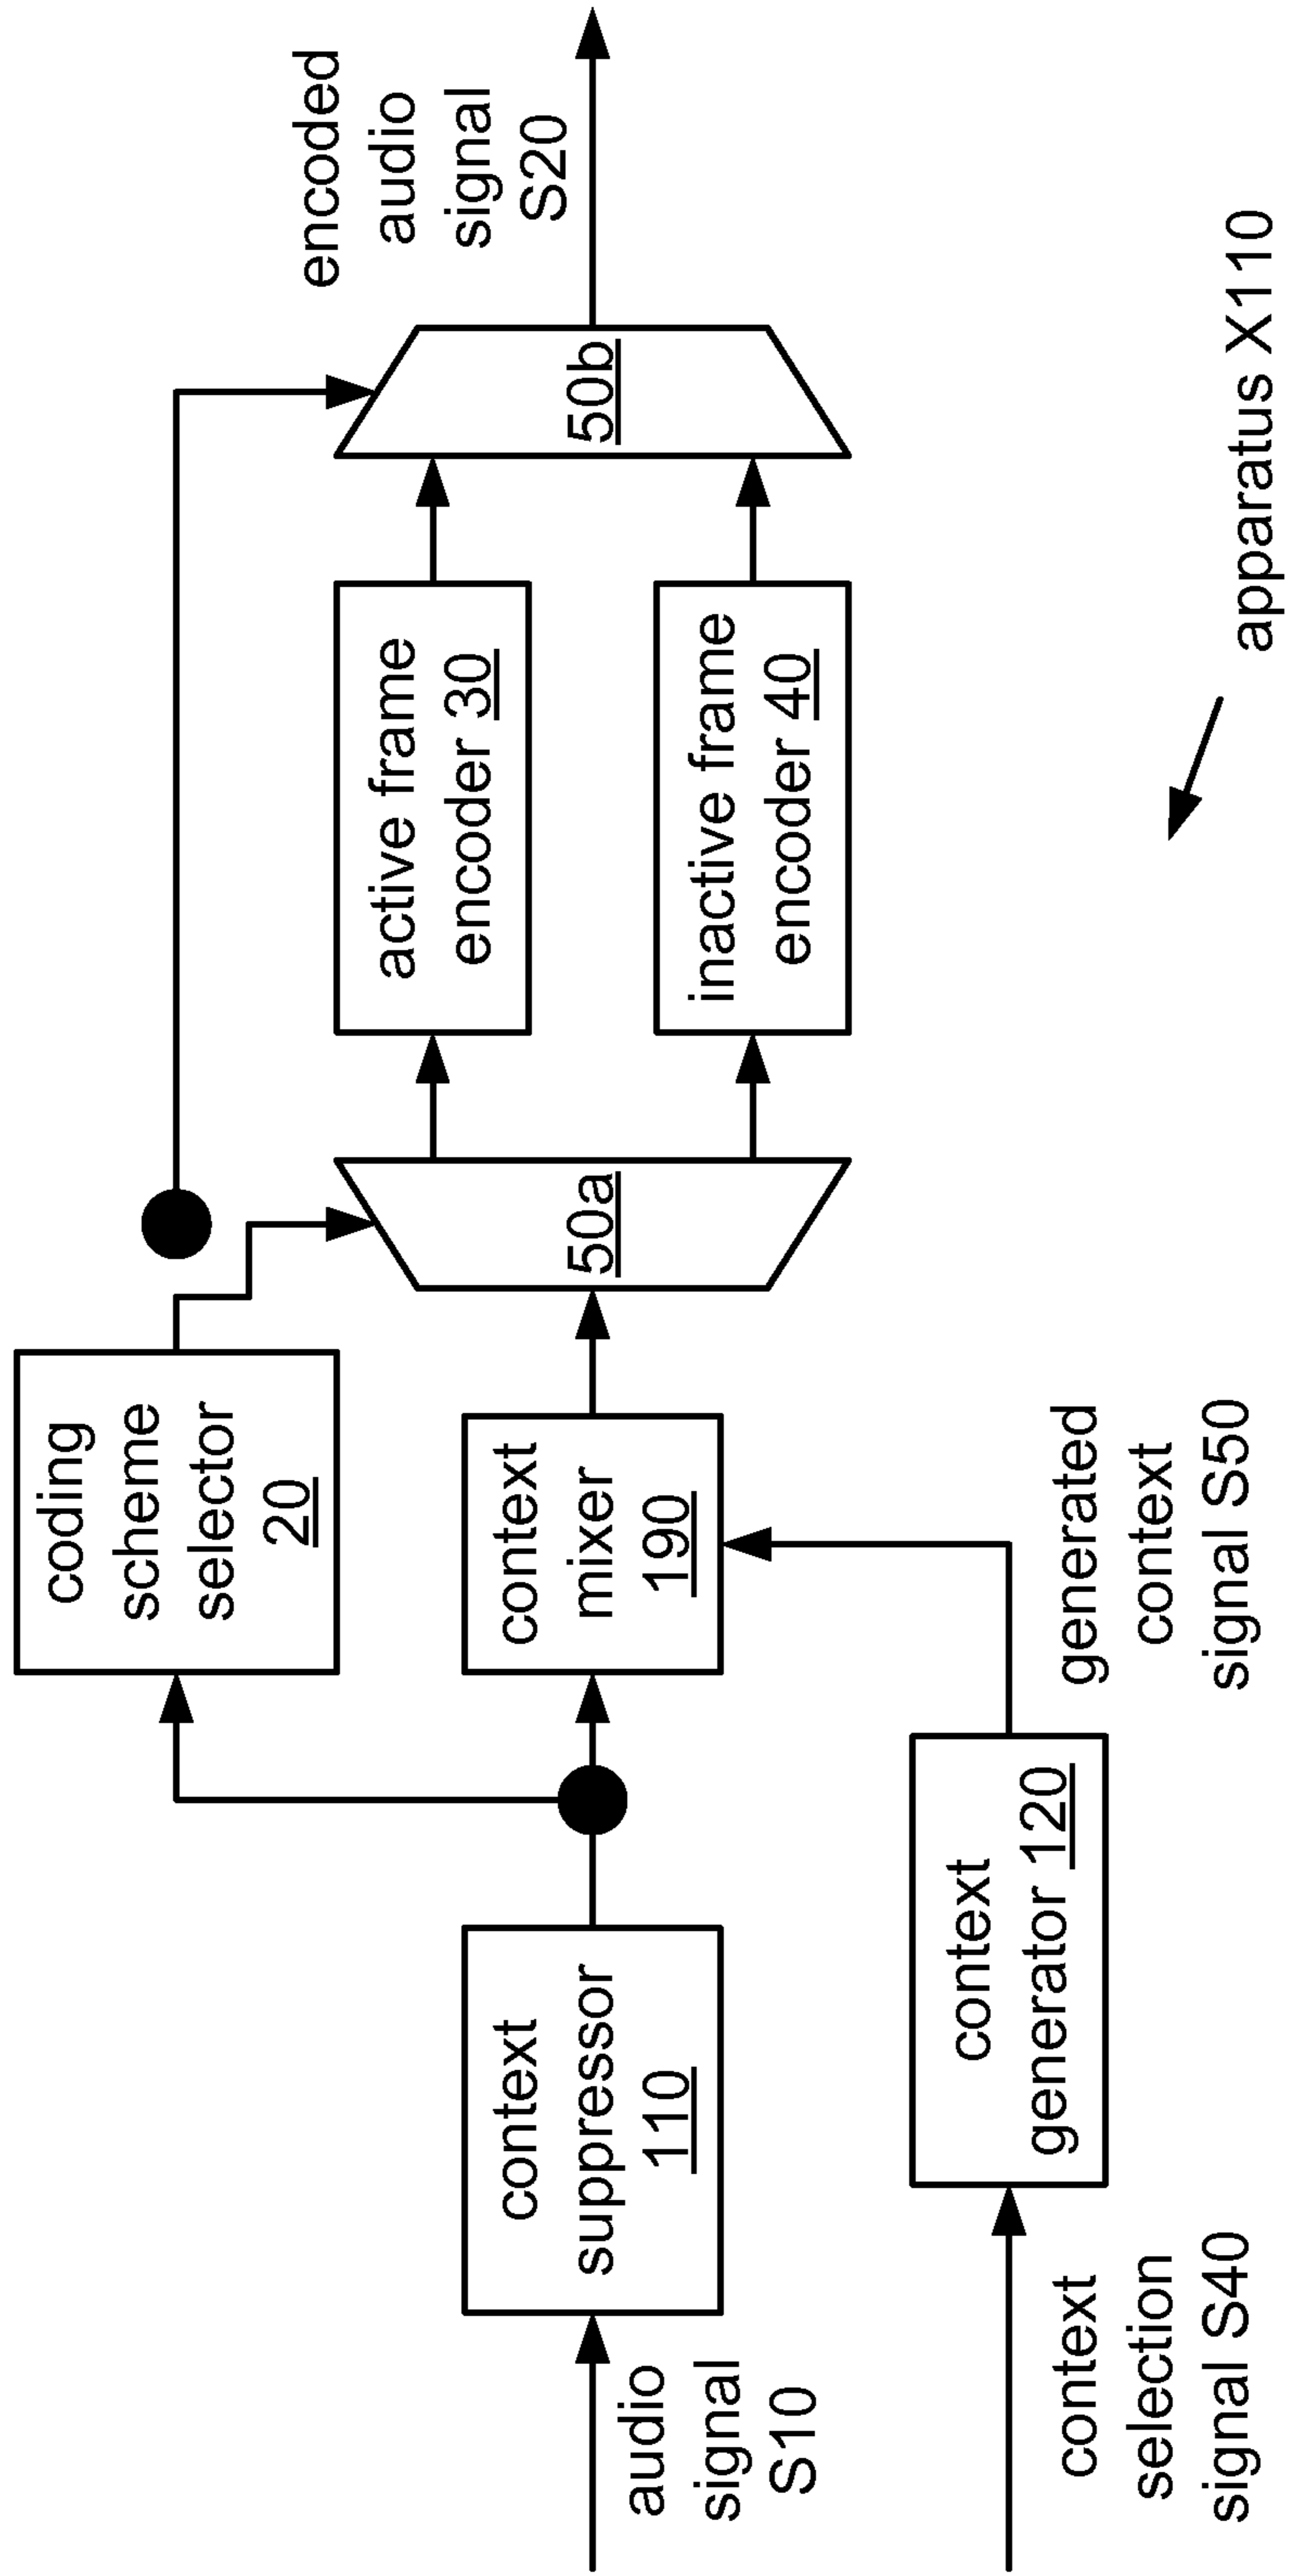 audio
signal
S10
context
suppressor
110
coding
scheme
selector
20
context
mixer
190
context
selection
signal S40
context
generator 120
generated
context
signal S50
50a
active frame
encoder 30
inactive frame
encoder 40
50b
encoded
audio
signal
S20
apparatus X110